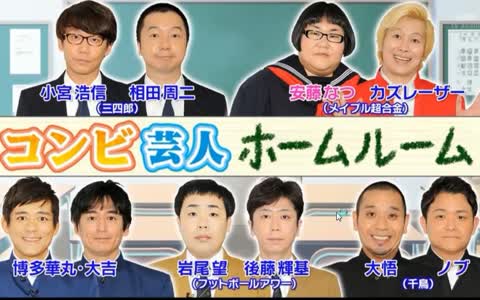 小宮 浩信 相田 周二
(三四郎)
安藤 なつ カズレーザー
(メイプル超合金)
コンビ芸人ホームルーム
博多華丸・大吉
岩尾 望 後藤 輝基
(フットボールアワー)
大悟 ノブ
(千鳥)